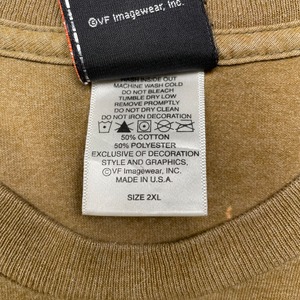 ©VF Imagewear, Inc.
WASH INSIDE OUT
MACHINE WASH COLD
DO NOT BLEACH
TUMBLE DRY LOW
REMOVE PROMPTLY
DO NOT DRY CLEAN
DO NOT IRON DECORATION
50% COTTON
50% POLYESTER
EXCLUSIVE OF DECORATION
STYLE AND GRAPHICS.
©VF Imagewear, INC.
MADE IN U.S.A.
SIZE 2XL